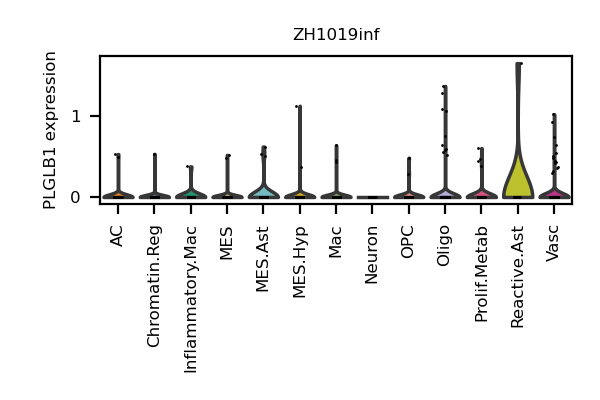 ZH1019inf
PLGLB1 expression
1
0
AC
Chromatin.Reg
Inflammatory.Mac
MES
MES.Ast
MES.Hyp
Mac
Neuron
OPC
Oligo
Prolif.Metab
Reactive.Ast
Vasc